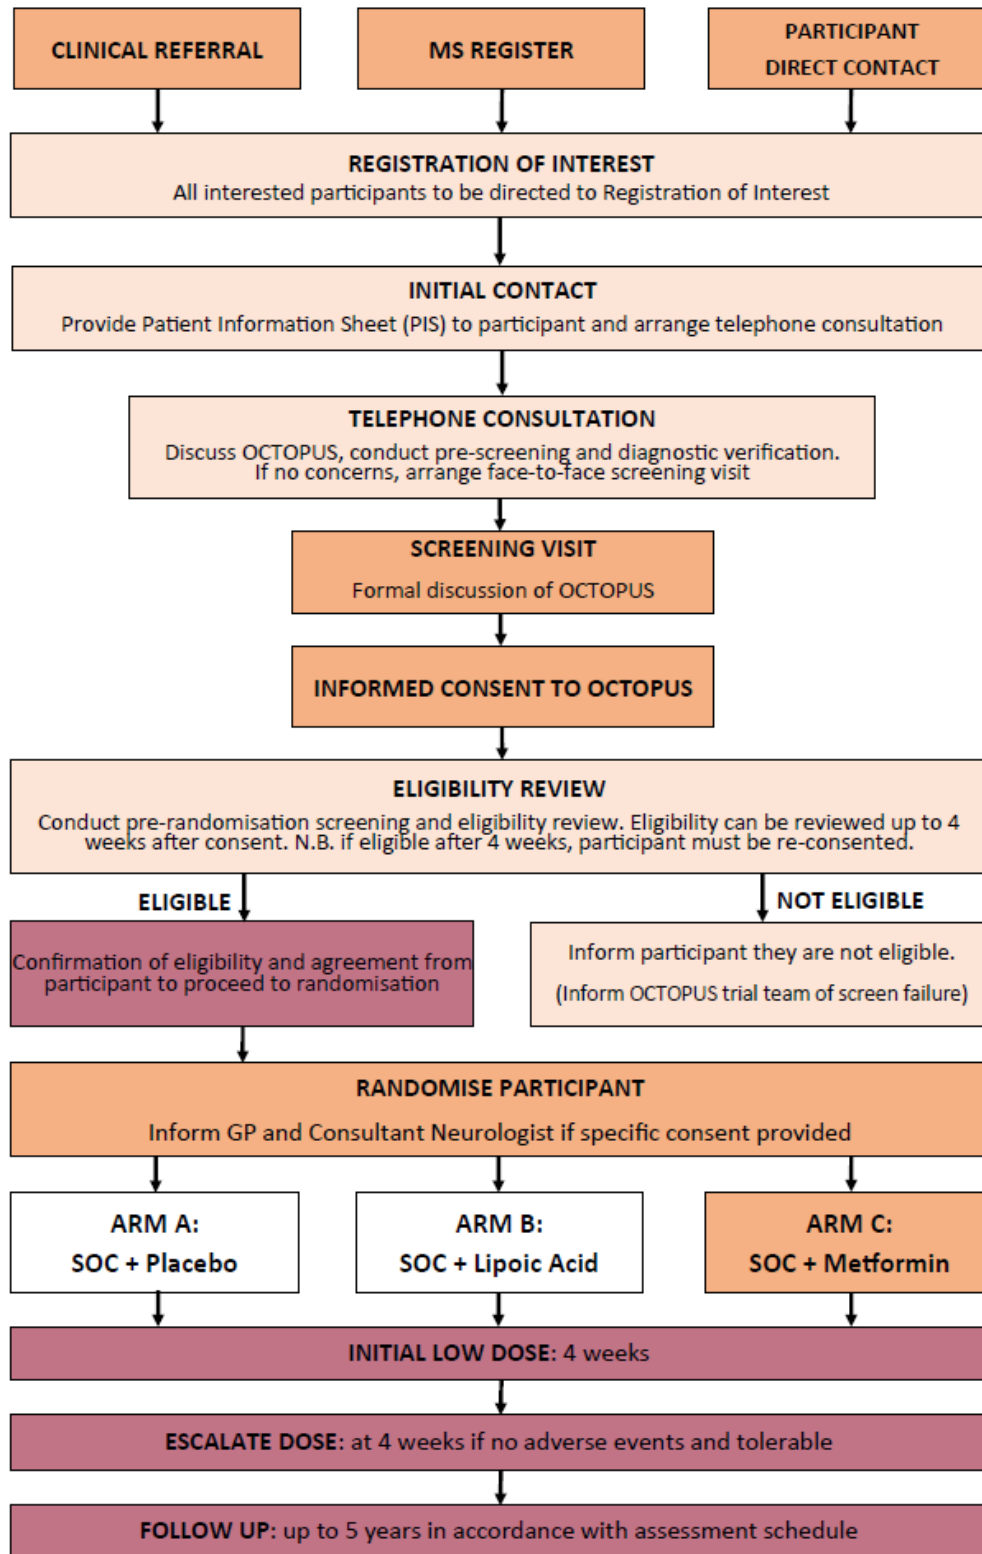 CLINICAL REFERRAL
MS REGISTER
PARTICIPANT
DIRECT CONTACT
REGISTRATION OF INTEREST
All interested participants to be directed to Registration of Interest
INITIAL CONTACT
Provide Patient Information Sheet (PIS) to participant and arrange telephone consultation
TELEPHONE CONSULTATION
Discuss OCTOPUS, conduct pre-screening and diagnostic verification.
If no concerns, arrange face-to-face screening visit
SCREENING VISIT
Formal discussion of OCTOPUS
INFORMED CONSENT TO OCTOPUS
ELIGIBILITY REVIEW
Conduct pre-randomisation screening and eligibility review. Eligibility can be reviewed up to 4
weeks after consent. N.B. if eligible after 4 weeks, participant must be re-consented.
ELIGIBLE
NOT ELIGIBLE
Confirmation of eligibility and agreement from
participant to proceed to randomisation
Inform participant they are not eligible.
(Inform OCTOPUS trial team of screen failure)
RANDOMISE PARTICIPANT
Inform GP and Consultant Neurologist if specific consent provided
ARM A:
SOC + Placebo
ARM B:
SOC + Lipoic Acid
ARM C:
SOC + Metformin
INITIAL LOW DOSE: 4 weeks
ESCALATE DOSE: at 4 weeks if no adverse events and tolerable
FOLLOW UP: up to 5 years in accordance with assessment schedule